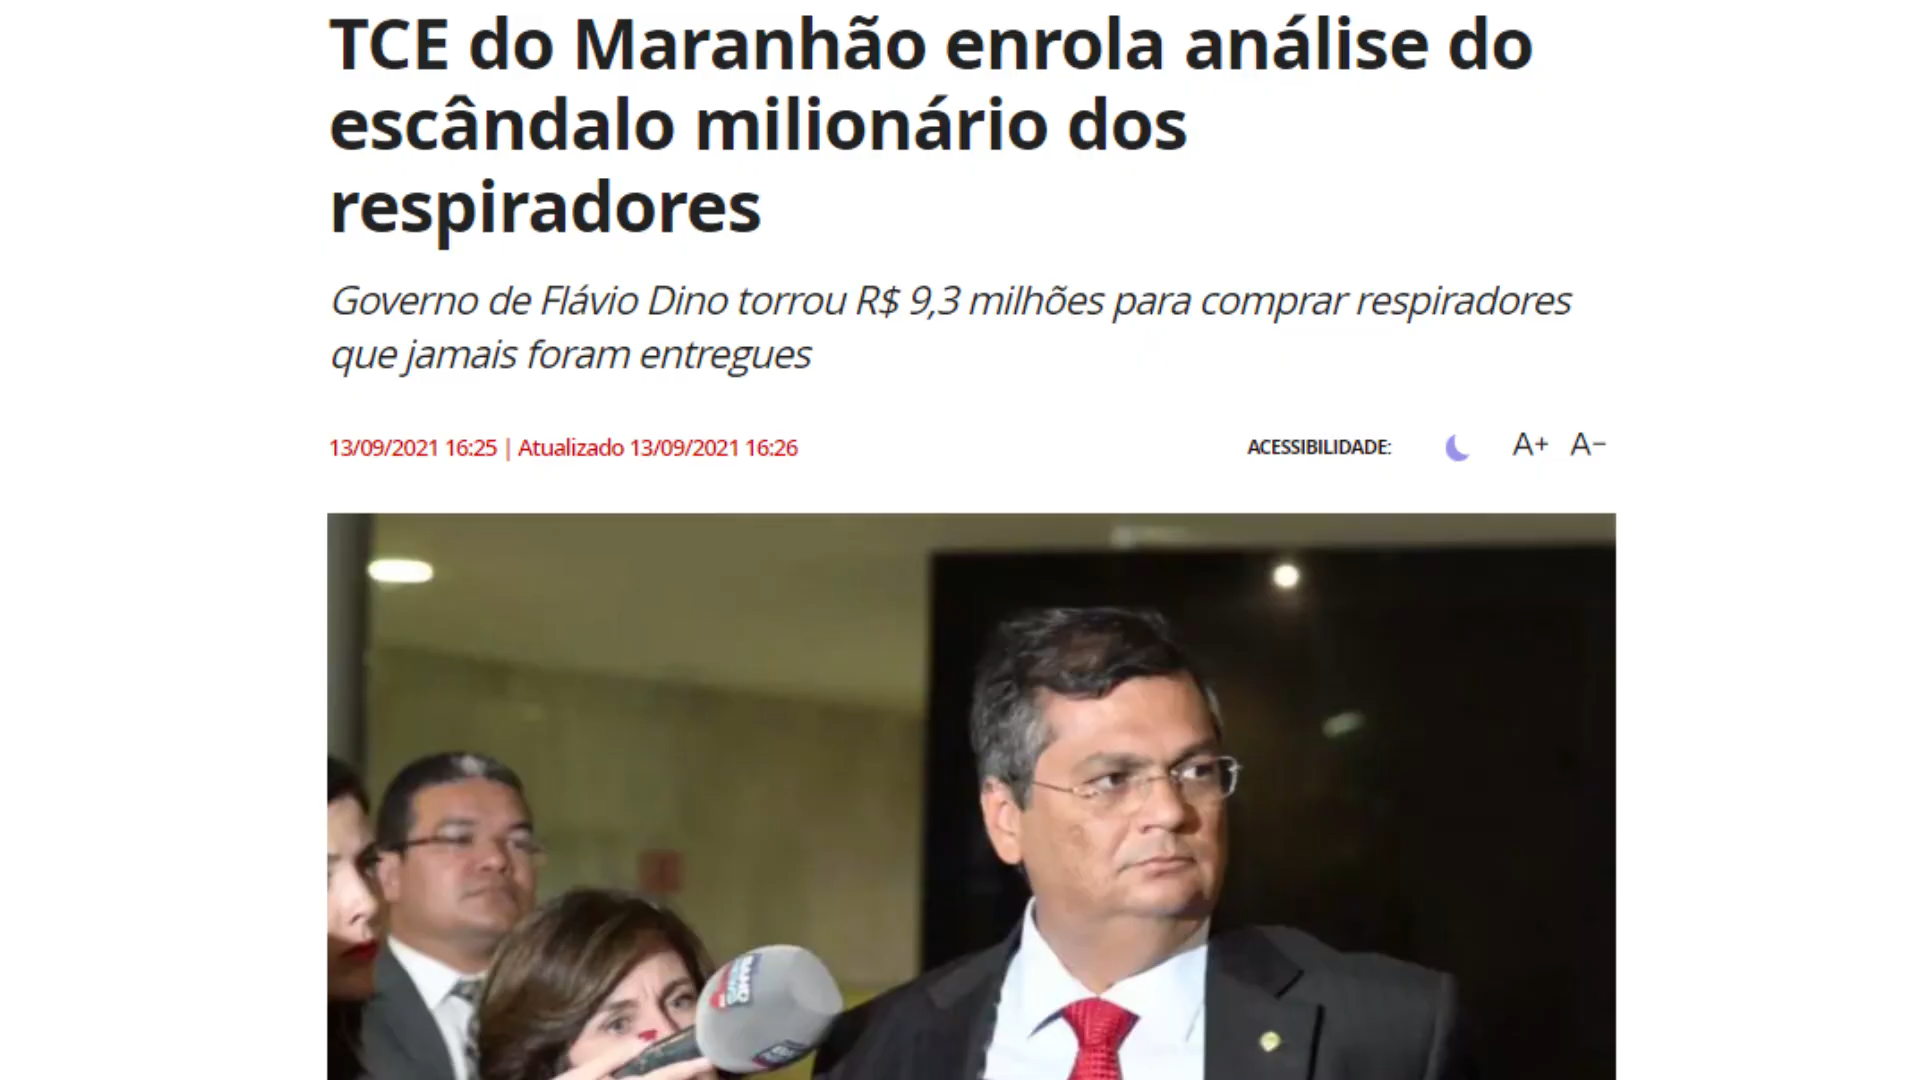 TCE do Maranhão enrola análise do
escândalo milionário dos
respiradores
Governo de Flávio Dino torrou R$ 9,3 milhões para comprar respiradores
que jamais foram entregues
13/09/2021 16:25 | Atualizado 13/09/2021 16:26
ACESSIBILIDADE:
A+ A-